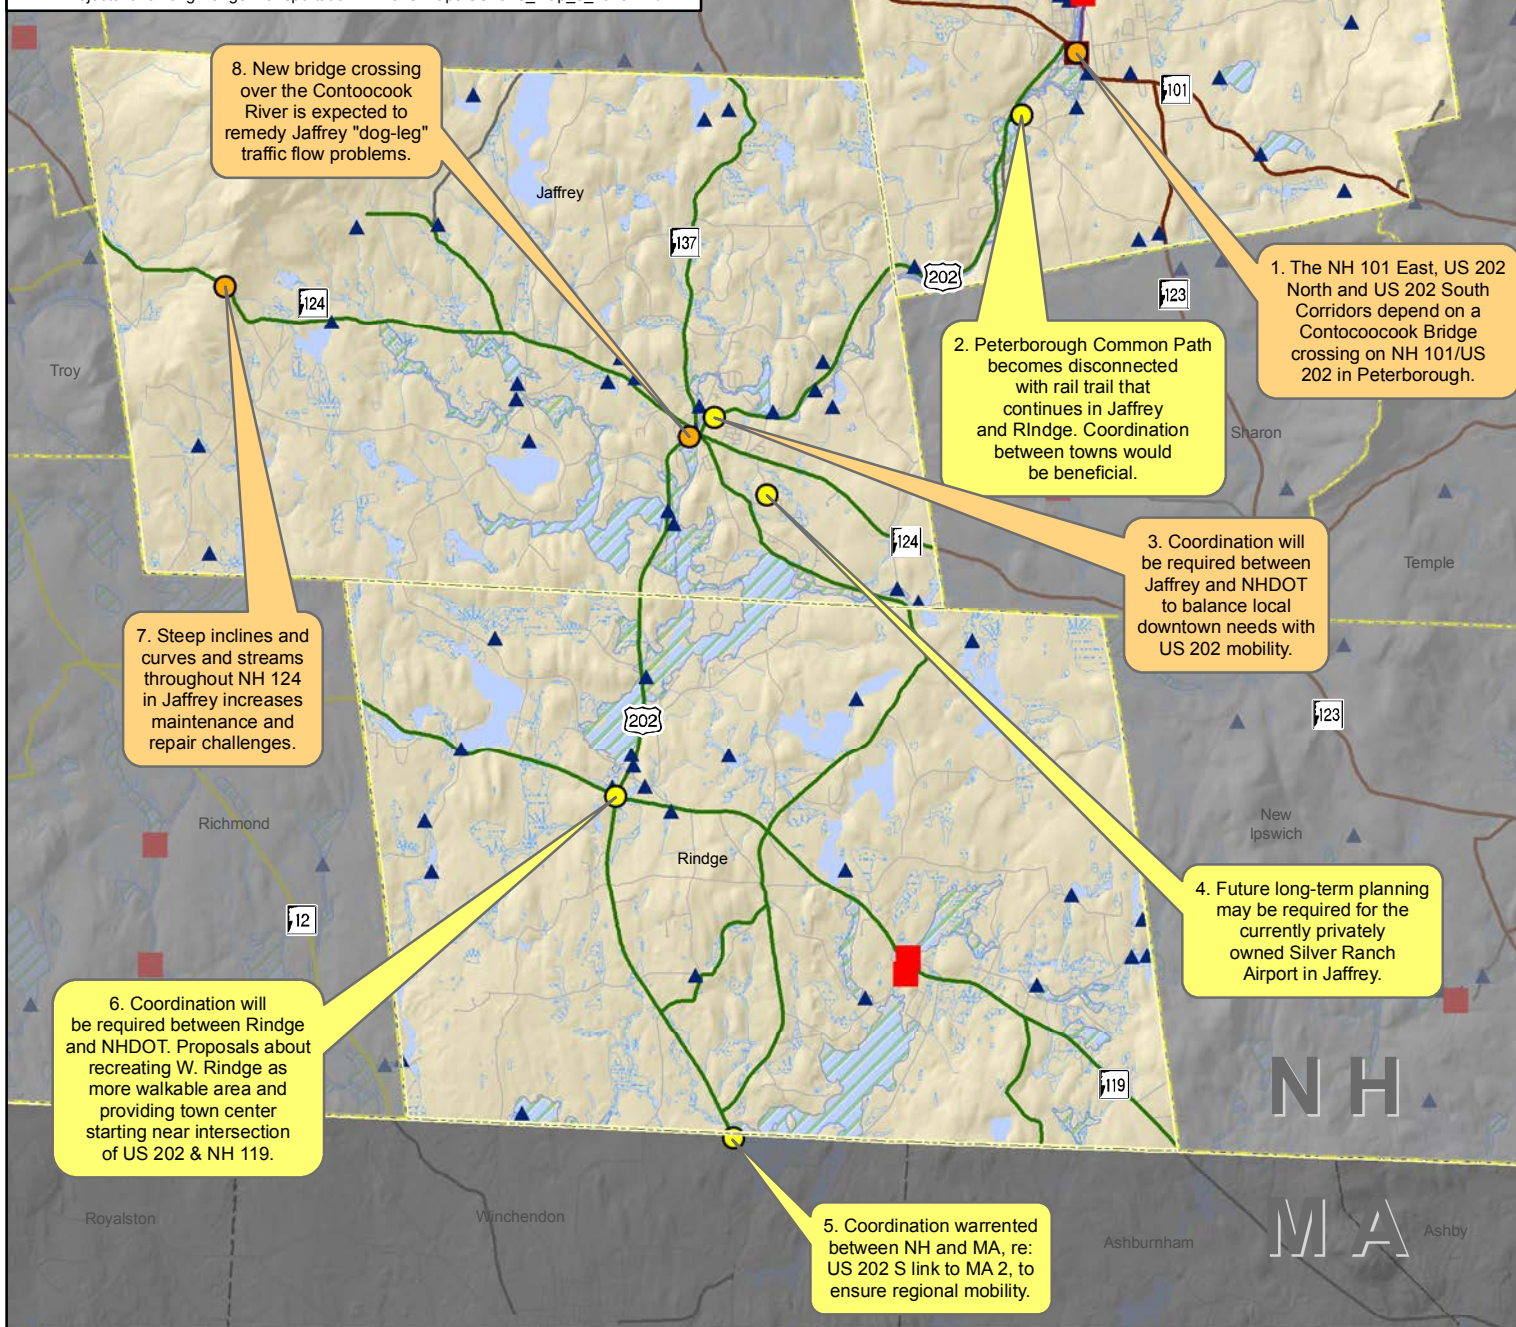 8. New bridge crossing
over the Contoocook
River is expected to
remedy Jaffrey "dog-leg"
traffic flow problems.
101
Jaffrey
137
202
124
123
1. The NH 101 East, US 202
North and US 202 South
Corridors depend on a
Contocoocook Bridge
crossing on NH 101/US
202 in Peterborough.
Troy
2. Peterborough Common Path
becomes disconnected
with rail trail that
continues in Jaffrey
and RIndge. Coordination
between towns would
be beneficial.
Sharon
124
3. Coordination will
be required between
Jaffrey and NHDOT
to balance local
downtown needs with
US 202 mobility.
Temple
7. Steep inclines and
curves and streams
throughout NH 124
in Jaffrey increases
maintenance and
repair challenges.
202
123
Richmond
New
Ipswich
Rindge
12
4. Future long-term planning
may be required for the
currently privately
owned Silver Ranch
Airport in Jaffrey.
6. Coordination will
be required between Rindge
and NHDOT. Proposals about
recreating W. Rindge as
more walkable area and
providing town center
starting near intersection
of US 202 & NH 119.
119
NH
Royalston
Winchendon
5. Coordination warrented
between NH and MA, re:
US 202 S link to MA 2, to
ensure regional mobility.
Ashburnham
MA
Ashby